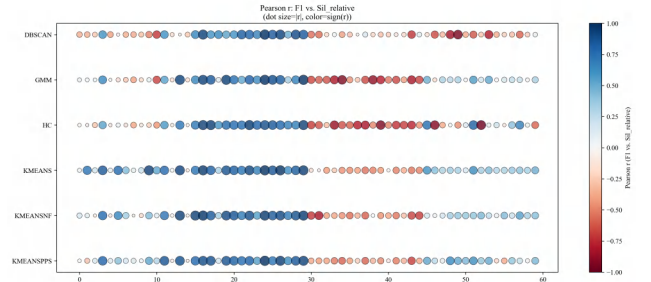 Pearson r: F1 vs. Sil_relative
(dot size=|r|, color=sign(r))
DBSCAN
GMM
HC
KMEANS
KMEANSNF
KMEANSPPS
0
10
20
30
40
50
60
1.00
0.75
0.50
0.25
0.00
−0.25
−0.50
−0.75
−1.00
Pearson r (F1 vs. Sil_relative)